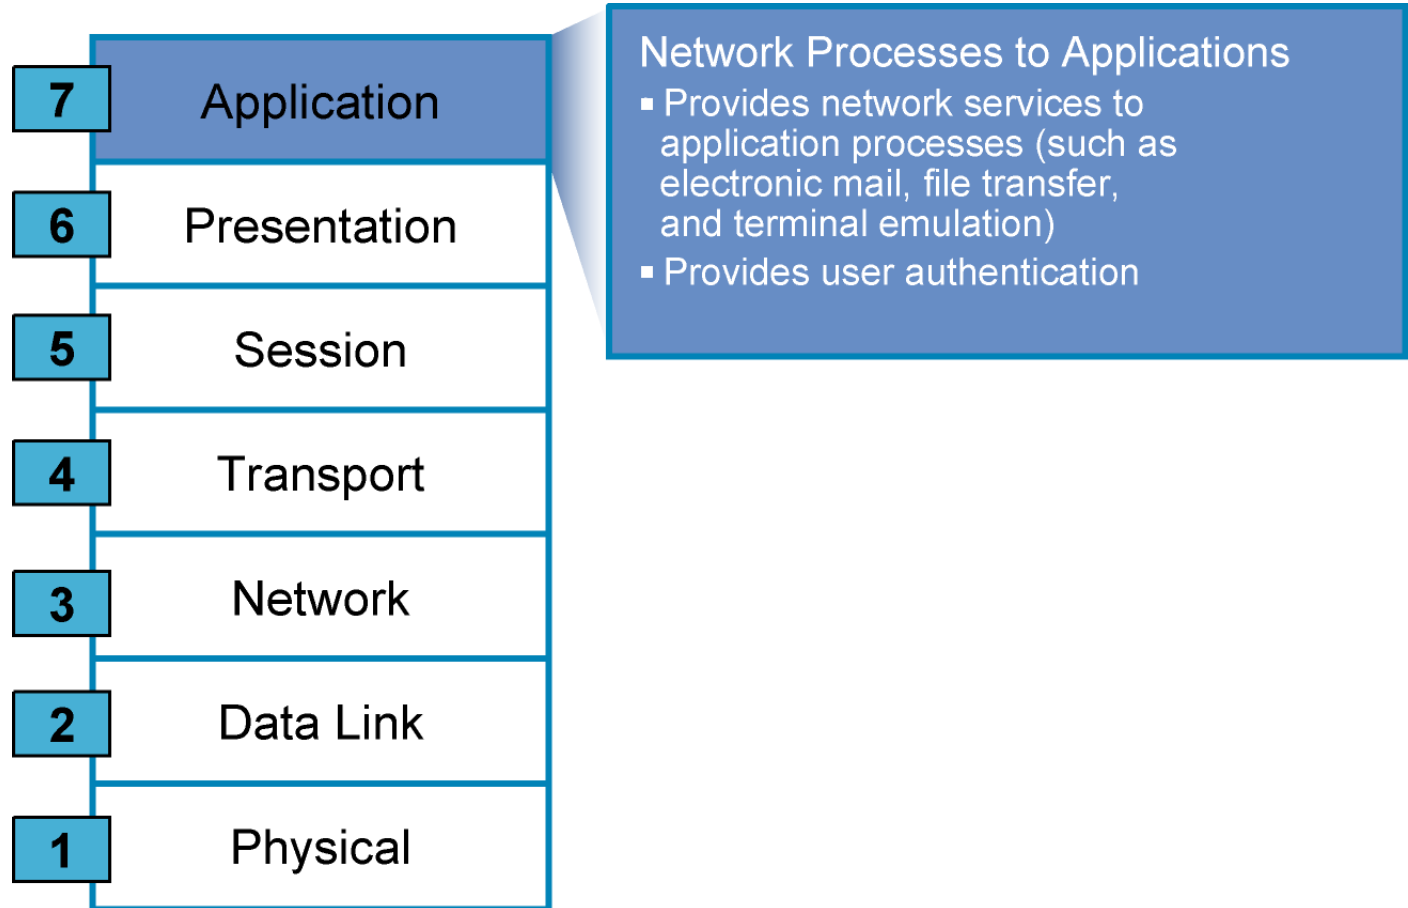 7
Application
6
Presentation
5
Session
4
Transport
3
Network
2
Data Link
1
Physical
Network Processes to Applications
▪ Provides network services to
application processes (such as
electronic mail, file transfer,
and terminal emulation)
▪ Provides user authentication